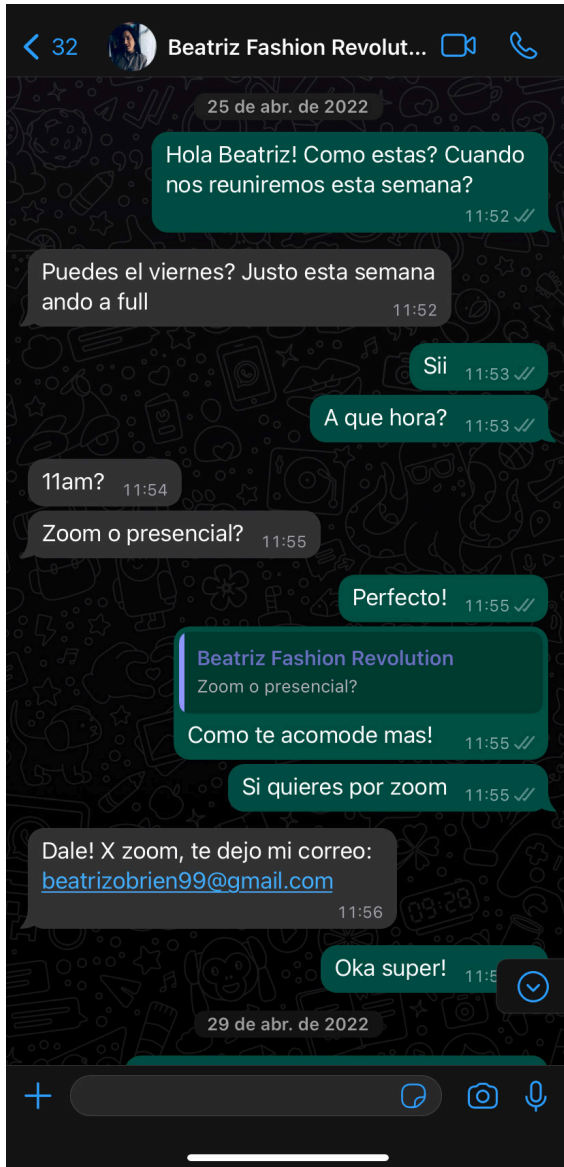 32
Beatriz Fashion Revolut...
25 de abr. de 2022
Hola Beatriz! Como estas? Cuando
nos reuniremos esta semana?
11:52
Puedes el viernes? Justo esta semana
ando a full
11:52
Sii 11:53
A que hora? 11:53
11am? 11:54
Zoom o presencial? 11:55
Perfecto! 11:55
Beatriz Fashion Revolution
Zoom o presencial?
Como te acomode mas! 11:55
Si quieres por zoom 11:55
Dale! X zoom, te dejo mi correo:
beatrizobrien99@gmail.com
11:56
Oka super!
29 de abr. de 2022